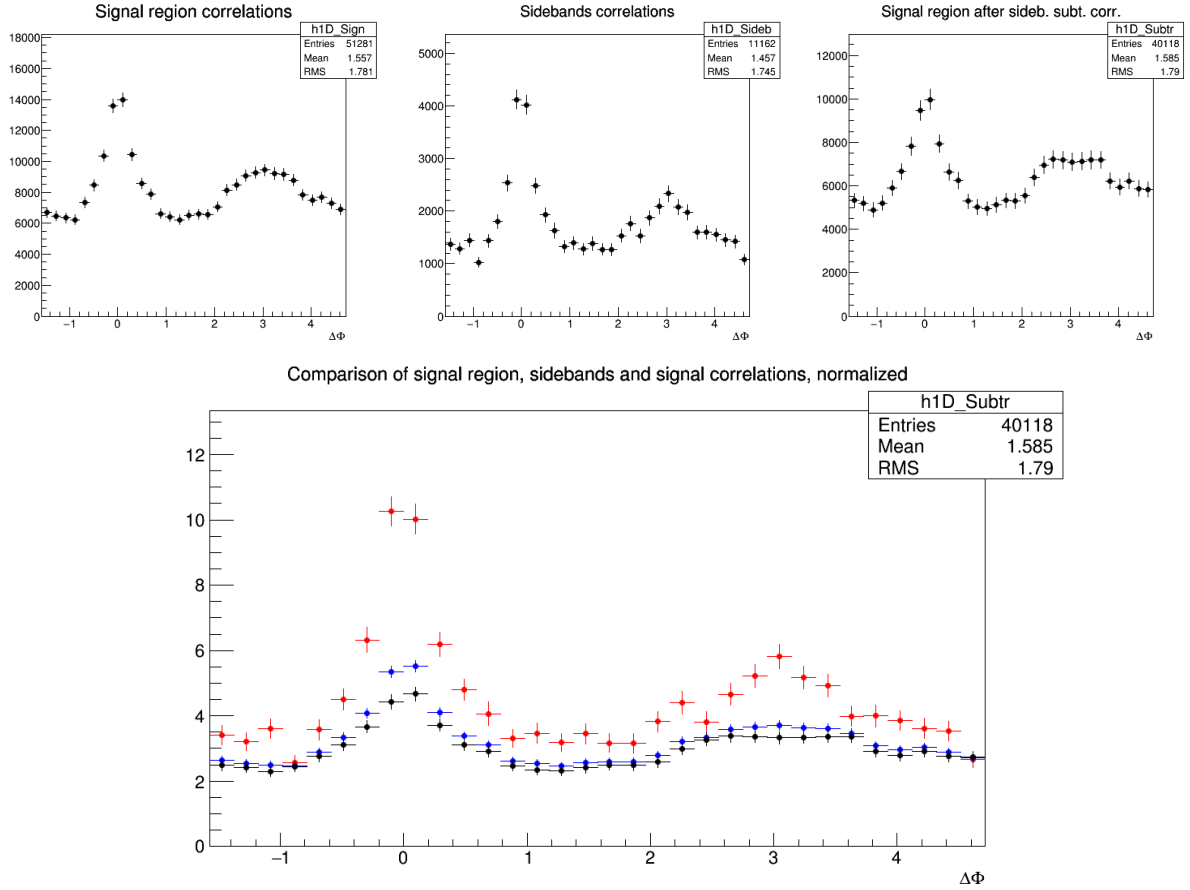 Signal region correlations
h1D_Sign
Entries 51281
Mean 1.557
RMS 1.781
18000
16000
14000
12000
10000
8000
6000
4000
2000
0
−1 0 1 2 3 4
ΔΦ
Sidebands correlations
h1D_Sideb
Entries 11162
Mean 1.457
RMS 1.745
5000
4000
3000
2000
1000
0
−1 0 1 2 3 4
ΔΦ
Signal region after sideb. subt. corr.
h1D_Subtr
Entries 40118
Mean 1.585
RMS 1.79
12000
10000
8000
6000
4000
2000
0
−1 0 1 2 3 4
ΔΦ
Comparison of signal region, sidebands and signal correlations, normalized
h1D_Subtr
Entries 40118
Mean 1.585
RMS 1.79
12
10
8
6
4
2
0
−1 0 1 2 3 4
ΔΦ